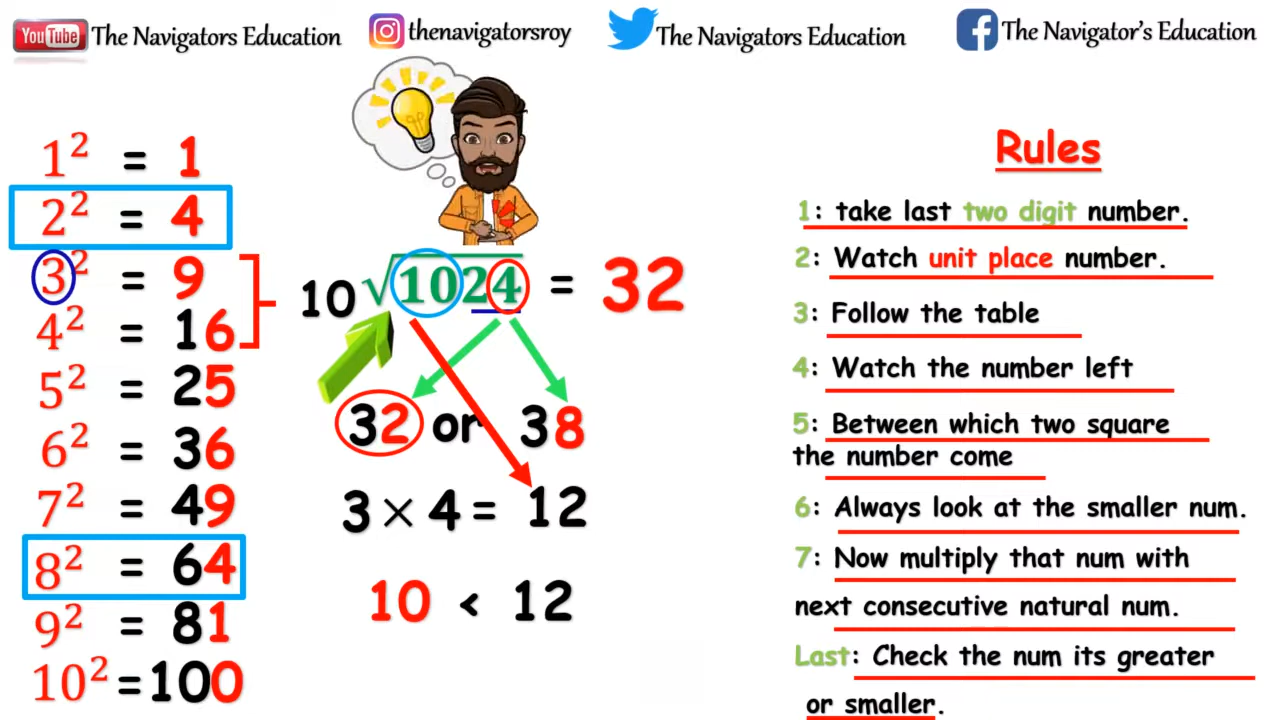 YouTube The Navigators Education
thenavigatorsroy
The Navigators Education
The Navigator's Education
1² = 1
2² = 4
3² = 9
4² = 16
5² = 25
6² = 36
7² = 49
8² = 64
9² = 81
10² = 100
10 √1024 = 32
32 or 38
3 × 4 = 12
10 < 12
Rules
1: take last two digit number.
2: Watch unit place number.
3: Follow the table
4: Watch the number left
5: Between which two square
the number come
6: Always look at the smaller num.
7: Now multiply that num with
next consecutive natural num.
Last: Check the num its greater
or smaller.